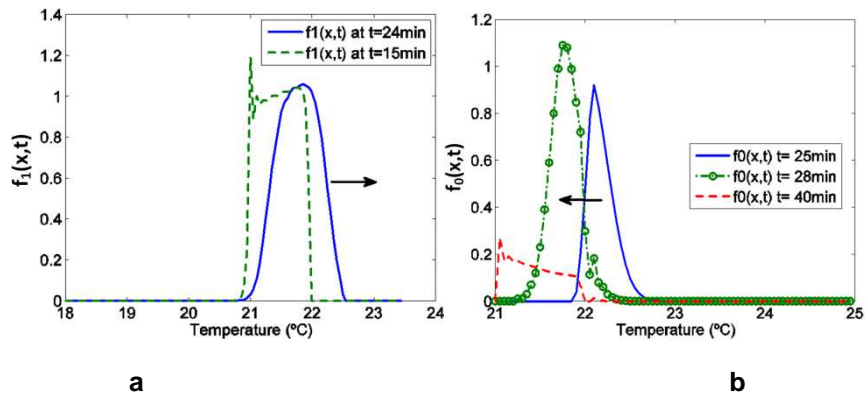 1.4
1.2
1
0.8
0.6
0.4
0.2
0
18 19 20 21 22 23 24
Temperature (ºC)
f1(x,t)
f1(x,t) at t=24min
f1(x,t) at t=15min
a
1.4
1.2
1
0.8
0.6
0.4
0.2
0
21 22 23 24 25
Temperature (ºC)
f0(x,t)
f0(x,t) t= 25min
f0(x,t) t= 28min
f0(x,t) t= 40min
b